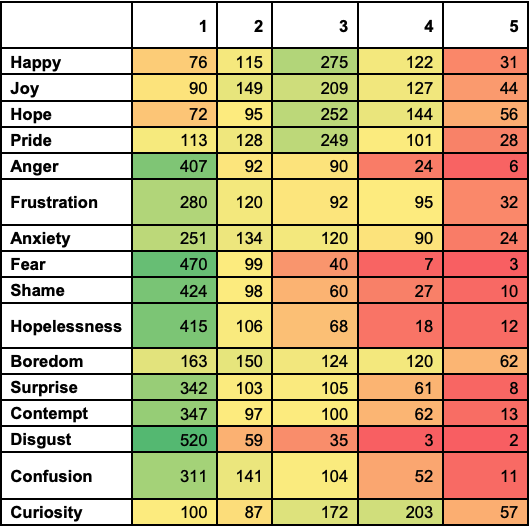 1 2 3 4 5
Happy 76 115 275 122 31
Joy 90 149 209 127 44
Hope 72 95 252 144 56
Pride 113 128 249 101 28
Anger 407 92 90 24 6
Frustration 280 120 92 95 32
Anxiety 251 134 120 90 24
Fear 470 99 40 7 3
Shame 424 98 60 27 10
Hopelessness 415 106 68 18 12
Boredom 163 150 124 120 62
Surprise 342 103 105 61 8
Contempt 347 97 100 62 13
Disgust 520 59 35 3 2
Confusion 311 141 104 52 11
Curiosity 100 87 172 203 57